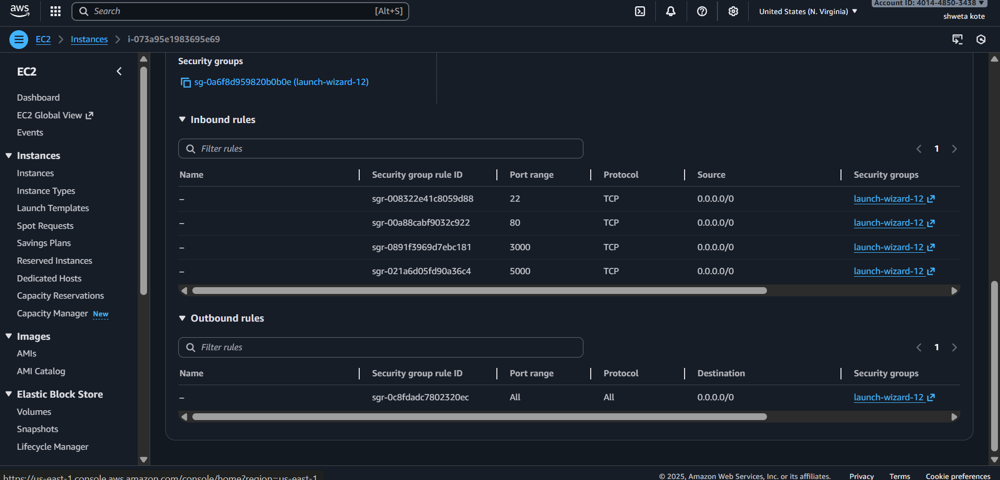 aws
Search [Alt+S]
United States (N. Virginia) ▼
Account ID: 4014-4850-3438 ▼
shweta kote
EC2 > Instances > i-073a95e1983695e69
EC2
Dashboard
EC2 Global View
Events
Instances
Instances
Instance Types
Launch Templates
Spot Requests
Savings Plans
Reserved Instances
Dedicated Hosts
Capacity Reservations
Capacity Manager New
Images
AMIs
AMI Catalog
Elastic Block Store
Volumes
Snapshots
Lifecycle Manager
Security groups
sg-0a6f8d959820b0b0e (launch-wizard-12)
Inbound rules
Filter rules
1
Name Security group rule ID Port range Protocol Source Security groups
– sgr-008322e41c8059d88 22 TCP 0.0.0.0/0 launch-wizard-12
– sgr-00a88cabf9032c922 80 TCP 0.0.0.0/0 launch-wizard-12
– sgr-0891f3969d7ebc181 3000 TCP 0.0.0.0/0 launch-wizard-12
– sgr-021a6d05fd90a36c4 5000 TCP 0.0.0.0/0 launch-wizard-12
Outbound rules
Filter rules
1
Name Security group rule ID Port range Protocol Destination Security groups
– sgr-0c8fdadc7802320ec All All 0.0.0.0/0 launch-wizard-12
https://us-east-1.console.aws.amazon.com/console/home?region=us-east-1
© 2025, Amazon Web Services, Inc. or its affiliates. Privacy Terms Cookie preferences